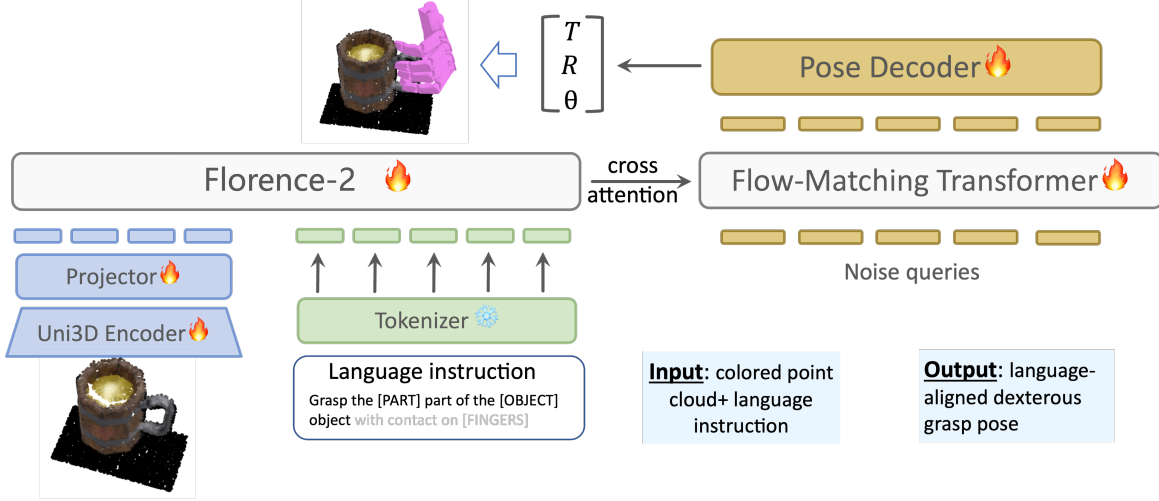 T
R
θ
Pose Decoder
Florence-2
cross
attention
Flow-Matching Transformer
Projector
Noise queries
Uni3D Encoder
Tokenizer
Language instruction
Grasp the [PART] part of the [OBJECT]
object with contact on [FINGERS]
Input: colored point
cloud+ language
instruction
Output: language-
aligned dexterous
grasp pose